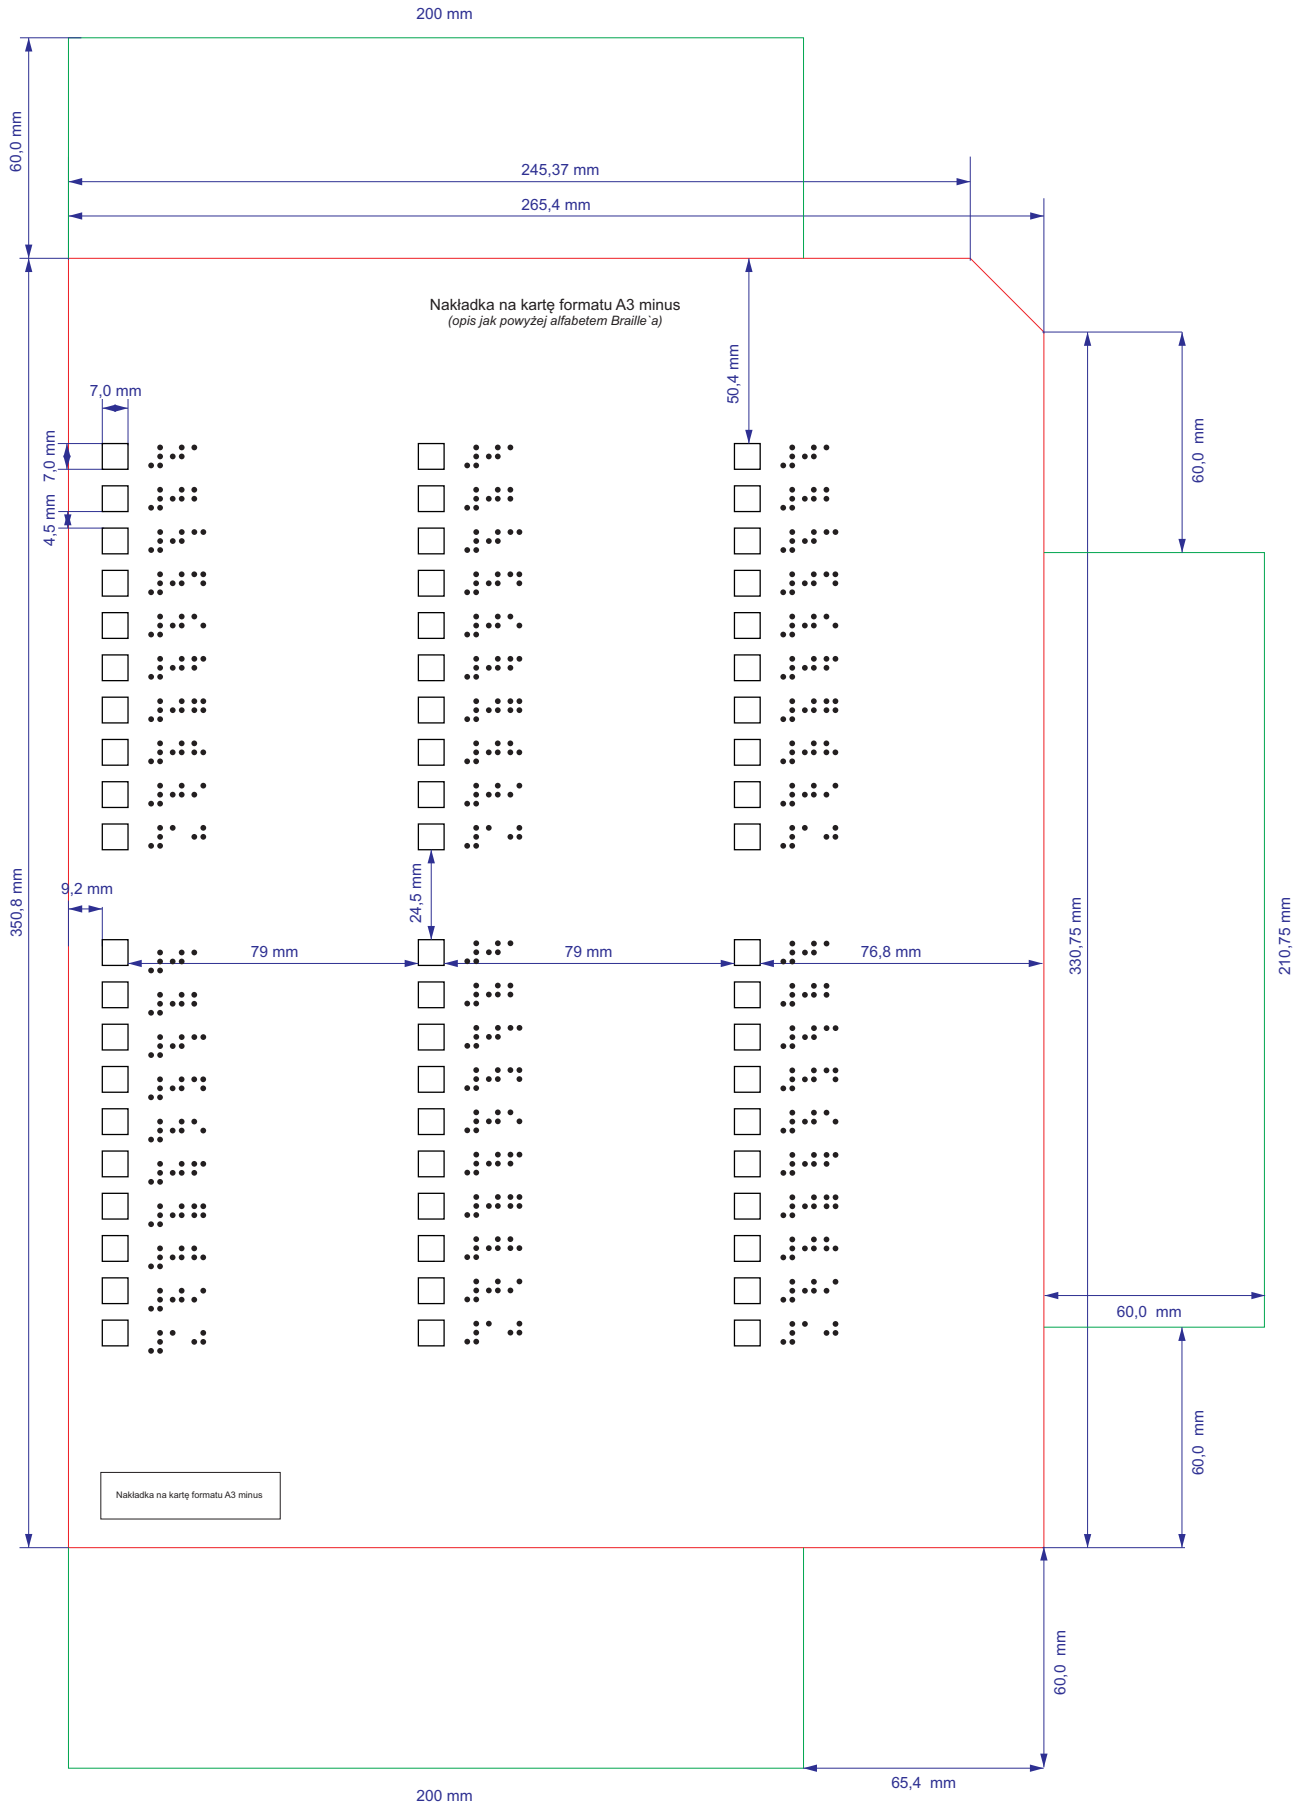 200 mm
60,0 mm
245,37 mm
265,4 mm
Nakładka na kartę formatu A3 minus
(opis jak powyżej alfabetem Braille`a)
50,4 mm
60,0 mm
7,0 mm
7,0 mm
4,5 mm
⠼⠚⠁ ⠼⠚⠁ ⠼⠚⠁
⠼⠚⠃ ⠼⠚⠃ ⠼⠚⠃
⠼⠚⠉ ⠼⠚⠉ ⠼⠚⠉
⠼⠚⠙ ⠼⠚⠙ ⠼⠚⠙
⠼⠚⠑ ⠼⠚⠑ ⠼⠚⠑
⠼⠚⠋ ⠼⠚⠋ ⠼⠚⠋
⠼⠚⠛ ⠼⠚⠛ ⠼⠚⠛
⠼⠚⠓ ⠼⠚⠓ ⠼⠚⠓
⠼⠚⠊ ⠼⠚⠊ ⠼⠚⠊
⠼⠁⠚ ⠼⠁⠚ ⠼⠁⠚
350,8 mm
9,2 mm
24,5 mm
330,75 mm
210,75 mm
79 mm
79 mm
76,8 mm
⠼⠚⠁ ⠼⠚⠁ ⠼⠚⠁
⠼⠚⠃ ⠼⠚⠃ ⠼⠚⠃
⠼⠚⠉ ⠼⠚⠉ ⠼⠚⠉
⠼⠚⠙ ⠼⠚⠙ ⠼⠚⠙
⠼⠚⠑ ⠼⠚⠑ ⠼⠚⠑
⠼⠚⠋ ⠼⠚⠋ ⠼⠚⠋
⠼⠚⠛ ⠼⠚⠛ ⠼⠚⠛
⠼⠚⠓ ⠼⠚⠓ ⠼⠚⠓
⠼⠚⠊ ⠼⠚⠊ ⠼⠚⠊
⠼⠁⠚ ⠼⠁⠚ ⠼⠁⠚
60,0 mm
60,0 mm
Nakładka na kartę formatu A3 minus
60,0 mm
65,4 mm
200 mm